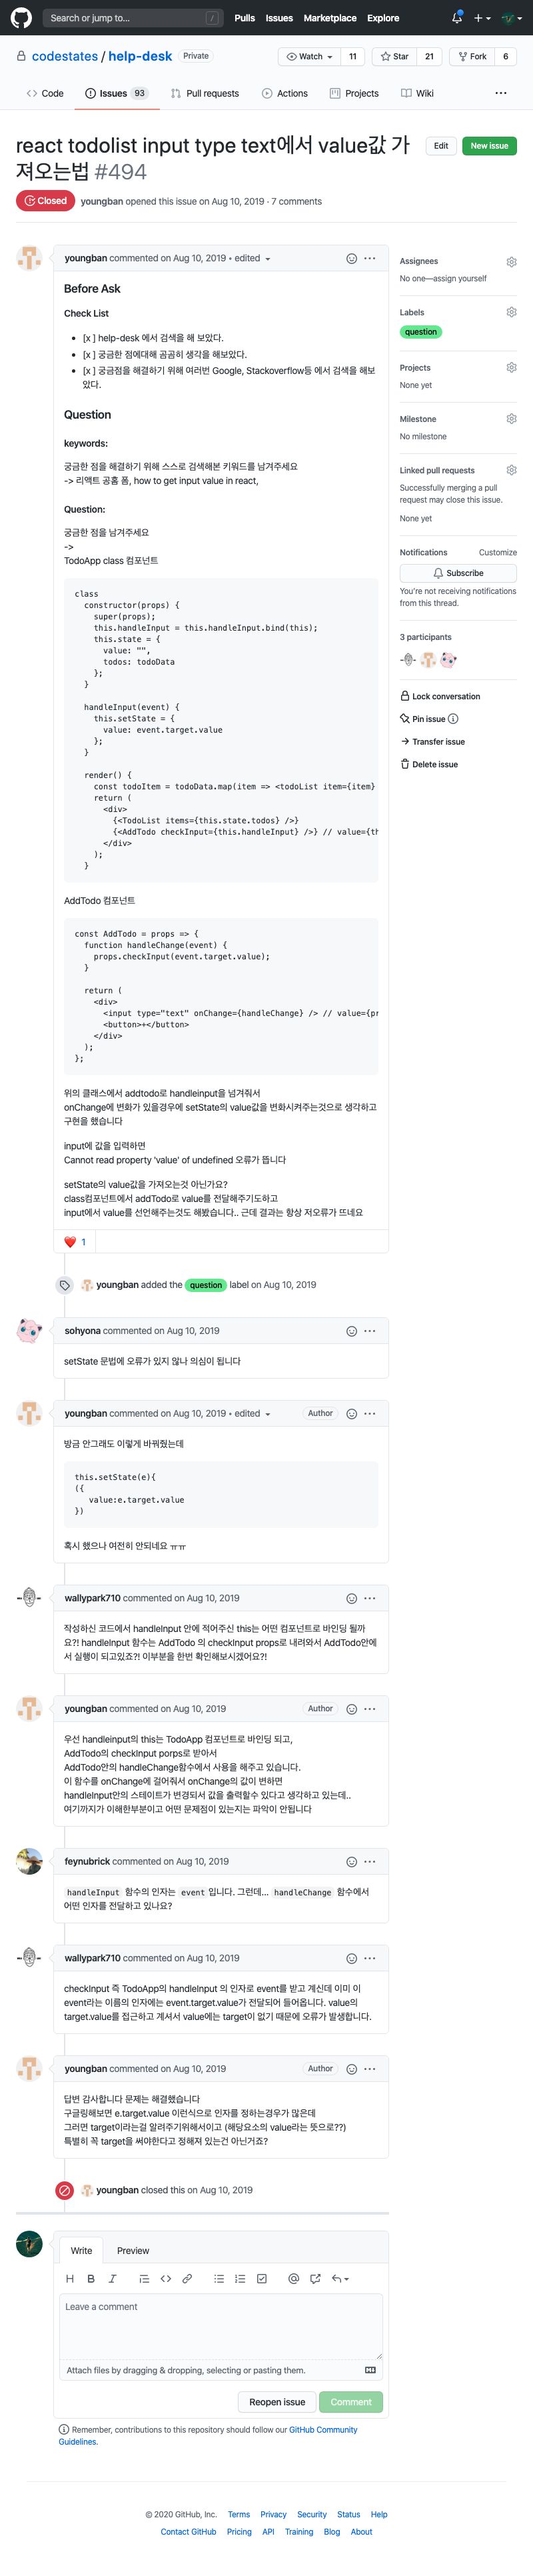 Search or jump to...
/
Pulls Issues Marketplace Explore
codestates / help-desk Private
Watch 11 Star 21 Fork 6
Code Issues 93 Pull requests Actions Projects Wiki
react todolist input type text에서 value값 가
져오는법 #494
Edit New issue
Closed youngban opened this issue on Aug 10, 2019 · 7 comments
youngban commented on Aug 10, 2019 • edited
Before Ask
Check List
• [x ] help-desk 에서 검색을 해 보았다.
• [x ] 궁금한 점에대해 곰곰히 생각을 해보았다.
• [x ] 궁금점을 해결하기 위해 여러번 Google, Stackoverflow등 에서 검색을 해보
았다.
Question
keywords:
궁금한 점을 해결하기 위해 스스로 검색해본 키워드를 남겨주세요
-> 리액트 공홈 폼, how to get input value in react,
Question:
궁금한 점을 남겨주세요
->
TodoApp class 컴포넌트
class
constructor(props) {
super(props);
this.handleInput = this.handleInput.bind(this);
this.state = {
value: "",
todos: todoData
};
}
handleInput(event) {
this.setState = {
value: event.target.value
};
}
render() {
const todoItem = todoData.map(item => <todoList item={item}
return (
<div>
{<TodoList items={this.state.todos} />}
{<AddTodo checkInput={this.handleInput} />} // value={th
</div>
);
}
AddTodo 컴포넌트
const AddTodo = props => {
function handleChange(event) {
props.checkInput(event.target.value);
}
return (
<div>
<input type="text" onChange={handleChange} /> // value={pr
<button>+</button>
</div>
);
};
위의 클래스에서 addtodo로 handleinput을 넘겨줘서
onChange에 변화가 있을경우에 setState의 value값을 변화시켜주는것으로 생각하고
구현을 했습니다
input에 값을 입력하면
Cannot read property 'value' of undefined 오류가 뜹니다
setState의 value값을 가져오는것 아닌가요?
class컴포넌트에서 addTodo로 value를 전달해주기도하고
input에서 value를 선언해주는것도 해봤습니다.. 근데 결과는 항상 저오류가 뜨네요
❤️ 1
youngban added the question label on Aug 10, 2019
sohyona commented on Aug 10, 2019
setState 문법에 오류가 있지 않나 의심이 됩니다
youngban commented on Aug 10, 2019 • edited Author
방금 안그래도 이렇게 바꿔줬는데
this.setState(e){
({
value:e.target.value
})
혹시 했으나 여전히 안되네요 ㅠㅠ
wallypark710 commented on Aug 10, 2019
작성하신 코드에서 handleInput 안에 적어주신 this는 어떤 컴포넌트로 바인딩 될까
요?! handleInput 함수는 AddTodo 의 checkInput props로 내려와서 AddTodo안에
서 실행이 되고있죠?! 이부분을 한번 확인해보시겠어요?!
youngban commented on Aug 10, 2019 Author
우선 handleinput의 this는 TodoApp 컴포넌트로 바인딩 되고,
AddTodo의 checkInput porps로 받아서
AddTodo안의 handleChange함수에서 사용을 해주고 있습니다.
이 함수를 onChange에 걸어줘서 onChange의 값이 변하면
handleInput안의 스테이트가 변경되서 값을 출력할수 있다고 생각하고 있는데..
여기까지가 이해한부분이고 어떤 문제점이 있는지는 파악이 안됩니다
feynubrick commented on Aug 10, 2019
handleInput 함수의 인자는 event 입니다. 그런데... handleChange 함수에서
어떤 인자를 전달하고 있나요?
wallypark710 commented on Aug 10, 2019
checkInput 즉 TodoApp의 handleInput 의 인자로 event를 받고 계신데 이미 이
event라는 이름의 인자에는 event.target.value가 전달되어 들어옵니다. value의
target.value를 접근하고 계셔서 value에는 target이 없기 때문에 오류가 발생합니다.
youngban commented on Aug 10, 2019 Author
답변 감사합니다 문제는 해결했습니다
구글링해보면 e.target.value 이런식으로 인자를 정하는경우가 많은데
그러면 target이라는걸 알려주기위해서이고 (해당요소의 value라는 뜻으로??)
특별히 꼭 target을 써야한다고 정해져 있는건 아닌거죠?
youngban closed this on Aug 10, 2019
Write Preview
H B I
Leave a comment
Attach files by dragging & dropping, selecting or pasting them.
Reopen issue Comment
Remember, contributions to this repository should follow our GitHub Community
Guidelines.
Assignees
No one—assign yourself
Labels
question
Projects
None yet
Milestone
No milestone
Linked pull requests
Successfully merging a pull
request may close this issue.
None yet
Notifications Customize
Subscribe
You're not receiving notifications
from this thread.
3 participants
Lock conversation
Pin issue
Transfer issue
Delete issue
© 2020 GitHub, Inc. Terms Privacy Security Status Help
Contact GitHub Pricing API Training Blog About